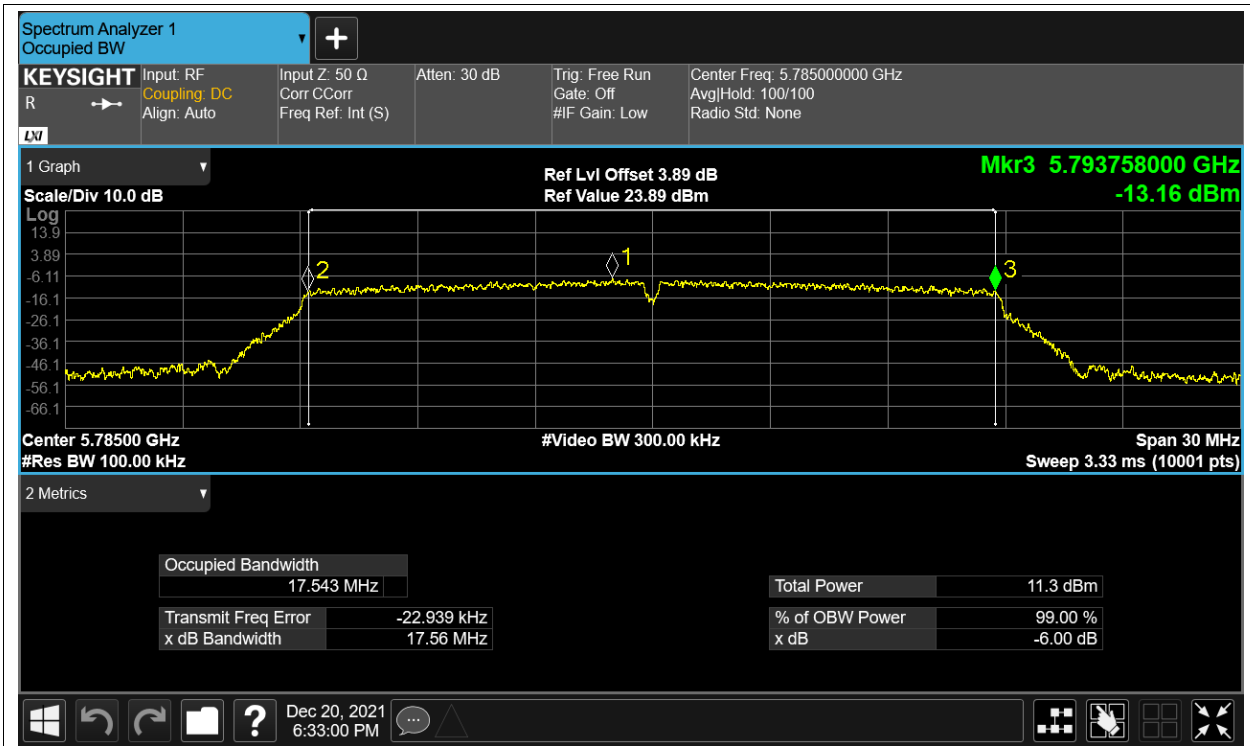 Spectrum Analyzer 1
Occupied BW
KEYSIGHT
R
LXI
Input: RF
Coupling: DC
Align: Auto
Input Z: 50 Ω
Corr CCorr
Freq Ref: Int (S)
Atten: 30 dB
Trig: Free Run
Gate: Off
#IF Gain: Low
Center Freq: 5.785000000 GHz
Avg|Hold: 100/100
Radio Std: None
1 Graph
Scale/Div 10.0 dB
Ref Lvl Offset 3.89 dB
Ref Value 23.89 dBm
Mkr3 5.793758000 GHz
-13.16 dBm
Log
13.9
3.89
-6.11
-16.1
-26.1
-36.1
-46.1
-56.1
-66.1
2
1
3
Center 5.78500 GHz
#Res BW 100.00 kHz
#Video BW 300.00 kHz
Span 30 MHz
Sweep 3.33 ms (10001 pts)
2 Metrics
Occupied Bandwidth
17.543 MHz
Transmit Freq Error -22.939 kHz
x dB Bandwidth 17.56 MHz
Total Power 11.3 dBm
% of OBW Power 99.00 %
x dB -6.00 dB
?
Dec 20, 2021
6:33:00 PM